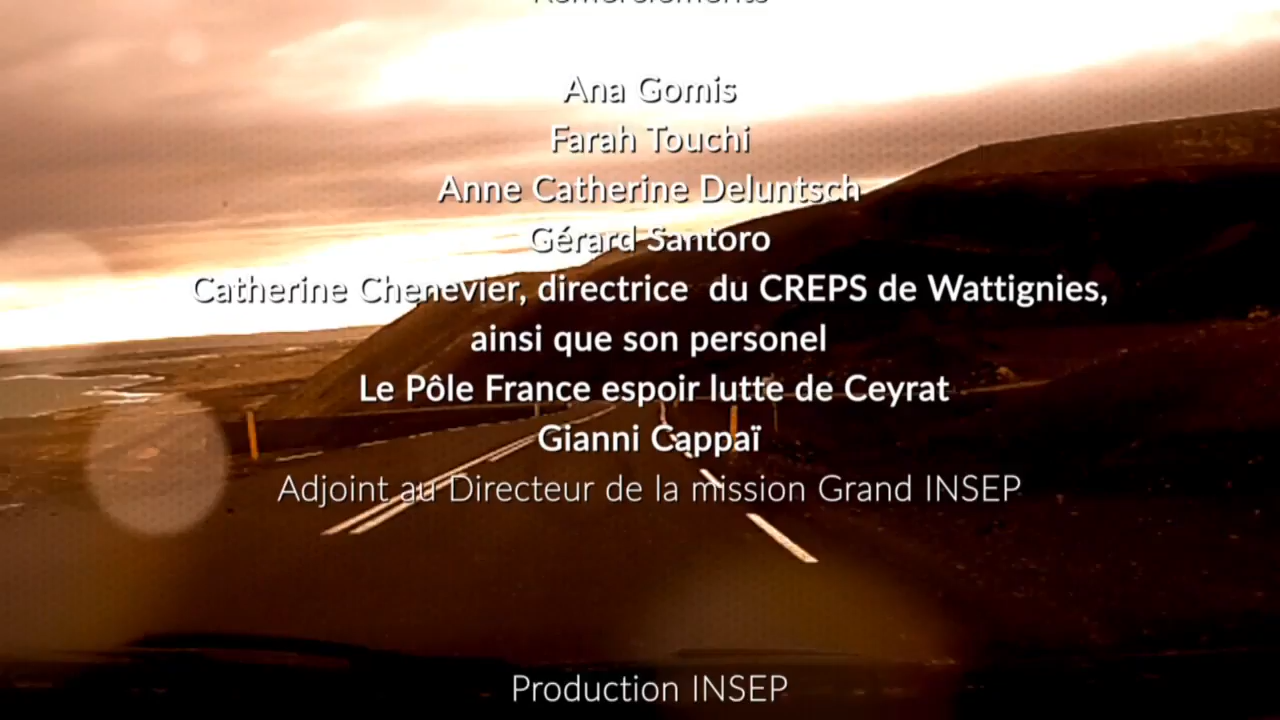 Remerciements
Ana Gomis
Farah Touchi
Anne Catherine Deluntsch
Gérard Santoro
Catherine Chenevier, directrice  du CREPS de Wattignies,
ainsi que son personel
Le Pôle France espoir lutte de Ceyrat
Gianni Cappaï
Adjoint au Directeur de la mission Grand INSEP
Production INSEP